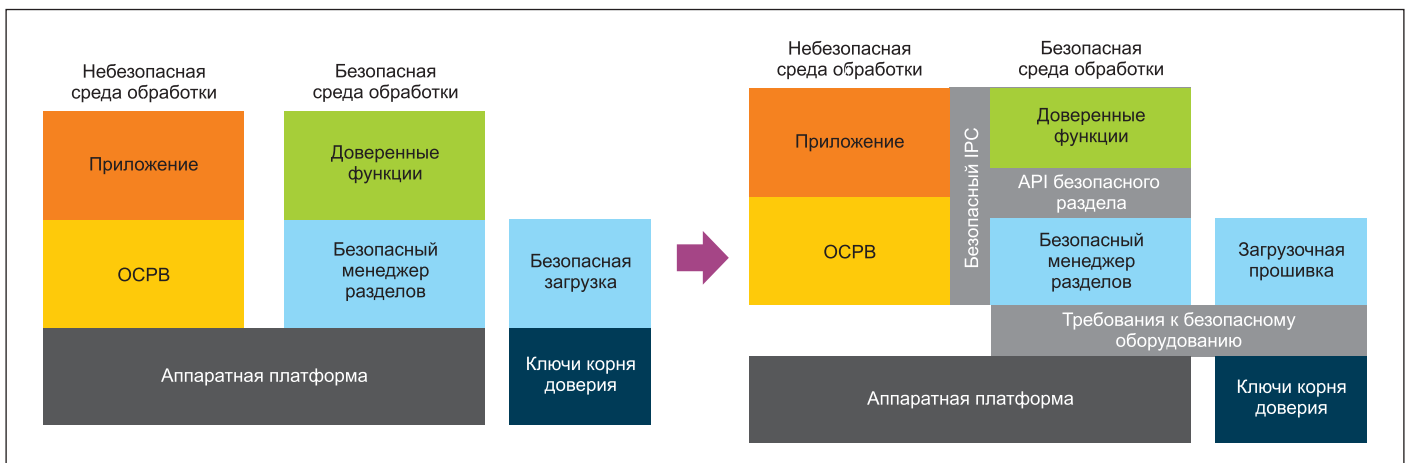 Небезопасная
среда обработки
Безопасная
среда обработки
Приложение
Доверенные
функции
ОСРВ
Безопасный
менеджер
разделов
Безопасная
загрузка
Аппаратная платформа
Ключи корня
доверия
Небезопасная
среда обработки
Безопасная
среда обработки
Приложение
Безопасный IPC
Доверенные
функции
API безопасного
раздела
ОСРВ
Безопасный
менеджер
разделов
Загрузочная
прошивка
Требования к безопасному
оборудованию
Аппаратная платформа
Ключи корня
доверия